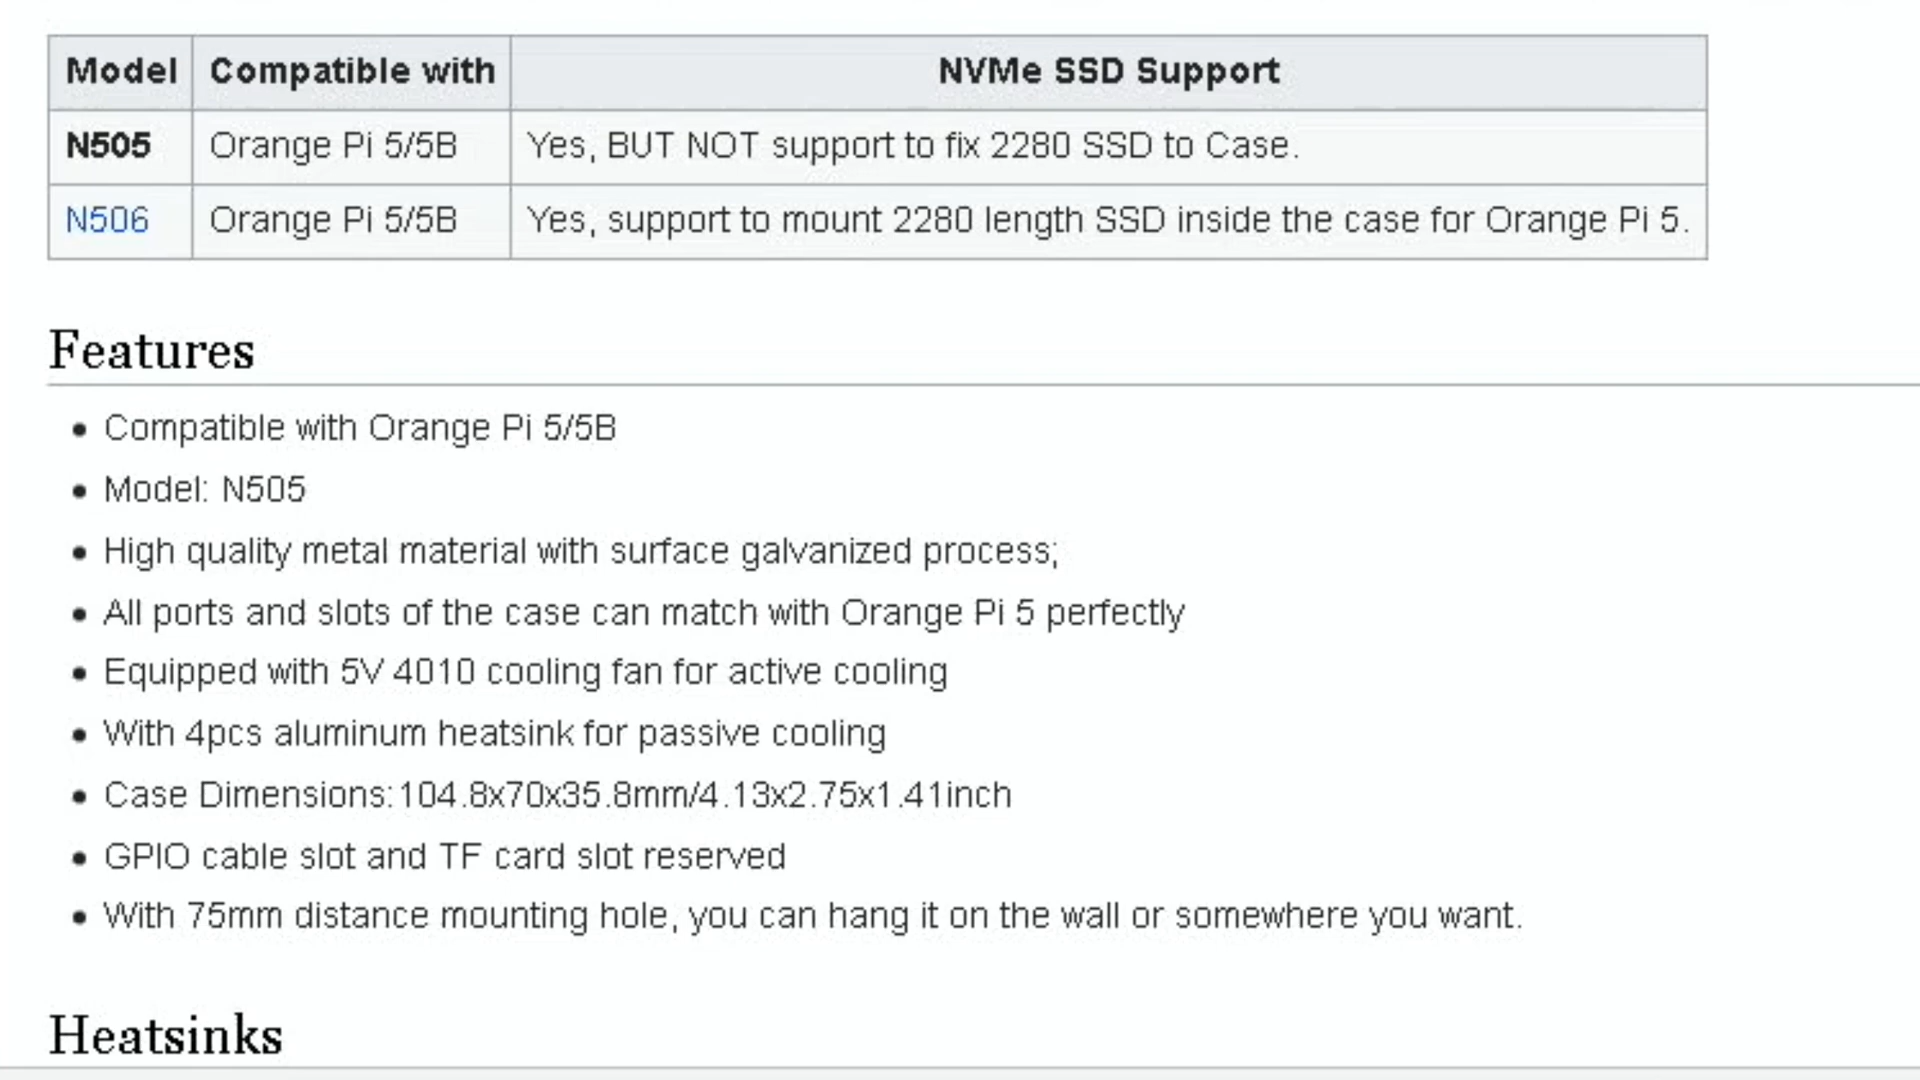 Model Compatible with NVMe SSD Support
N505 Orange Pi 5/5B Yes, BUT NOT support to fix 2280 SSD to Case.
N506 Orange Pi 5/5B Yes, support to mount 2280 length SSD inside the case for Orange Pi 5.
Features
• Compatible with Orange Pi 5/5B
• Model: N505
• High quality metal material with surface galvanized process;
• All ports and slots of the case can match with Orange Pi 5 perfectly
• Equipped with 5V 4010 cooling fan for active cooling
• With 4pcs aluminum heatsink for passive cooling
• Case Dimensions:104.8x70x35.8mm/4.13x2.75x1.41inch
• GPIO cable slot and TF card slot reserved
• With 75mm distance mounting hole, you can hang it on the wall or somewhere you want.
Heatsinks